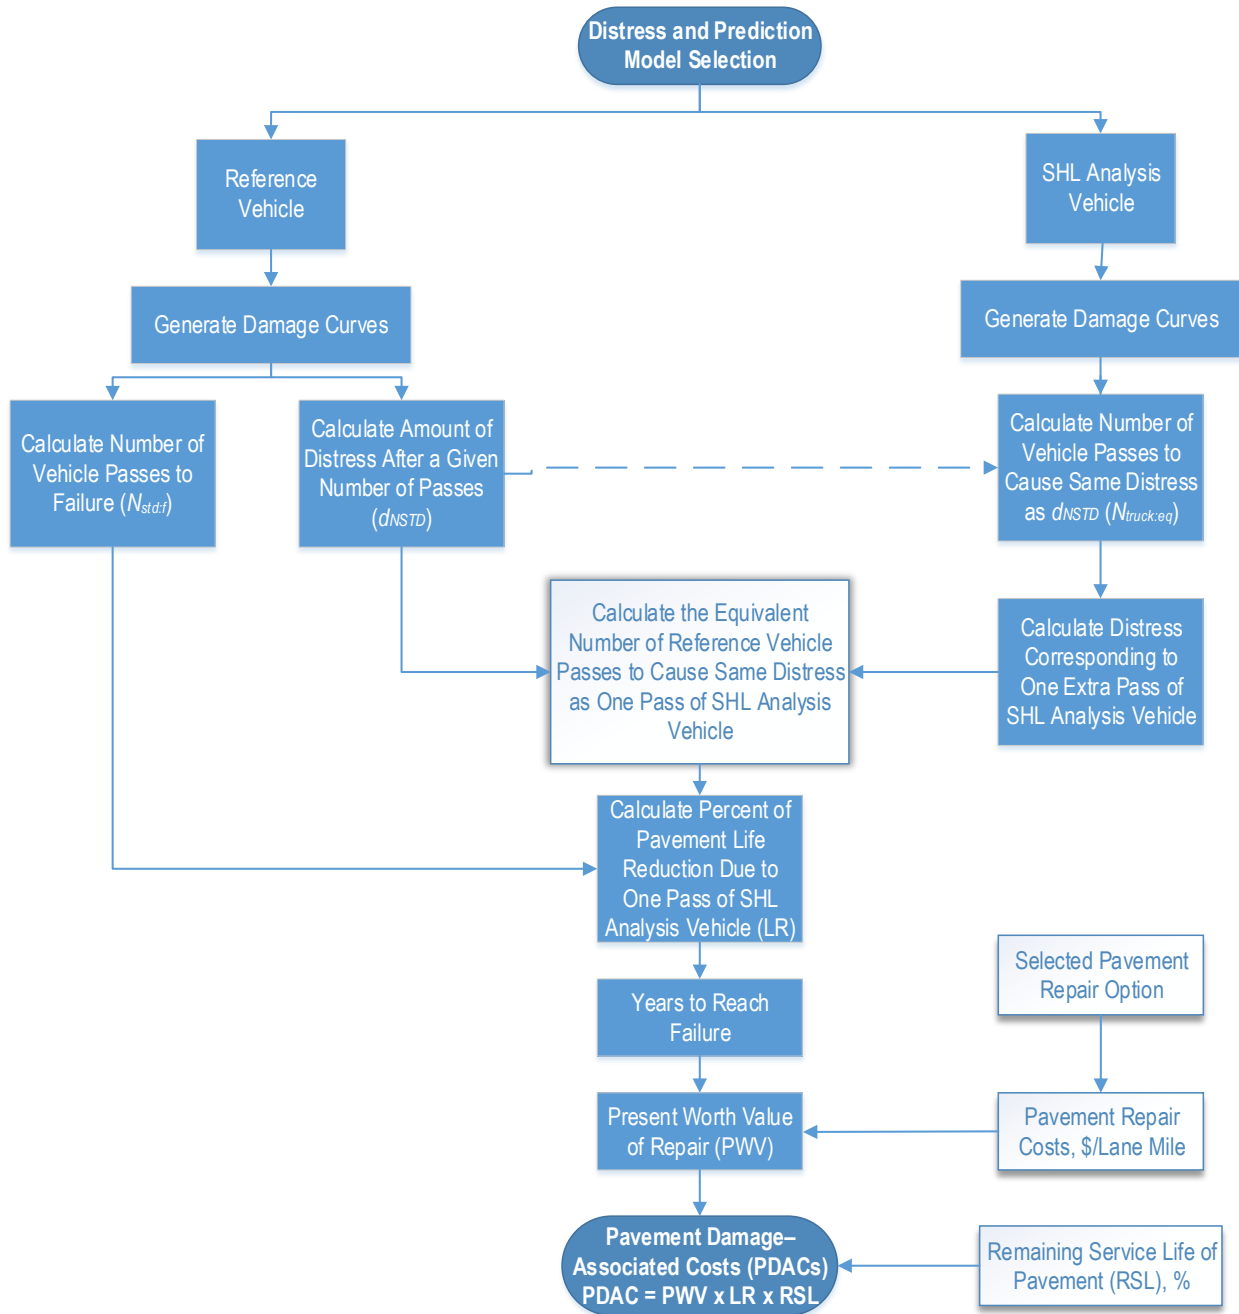 Distress and Prediction
Model Selection
Reference
Vehicle
SHL Analysis
Vehicle
Generate Damage Curves
Generate Damage Curves
Calculate Number of
Vehicle Passes to
Failure (Nstd:f)
Calculate Amount of
Distress After a Given
Number of Passes
(dNSTD)
Calculate Number of
Vehicle Passes to
Cause Same Distress
as dNSTD (Ntruck:eq)
Calculate the Equivalent
Number of Reference Vehicle
Passes to Cause Same Distress
as One Pass of SHL Analysis
Vehicle
Calculate Distress
Corresponding to
One Extra Pass of
SHL Analysis Vehicle
Calculate Percent of
Pavement Life
Reduction Due to
One Pass of SHL
Analysis Vehicle (LR)
Selected Pavement
Repair Option
Years to Reach
Failure
Present Worth Value
of Repair (PWV)
Pavement Repair
Costs, $/Lane Mile
Pavement Damage–
Associated Costs (PDACs)
PDAC = PWV x LR x RSL
Remaining Service Life of
Pavement (RSL), %